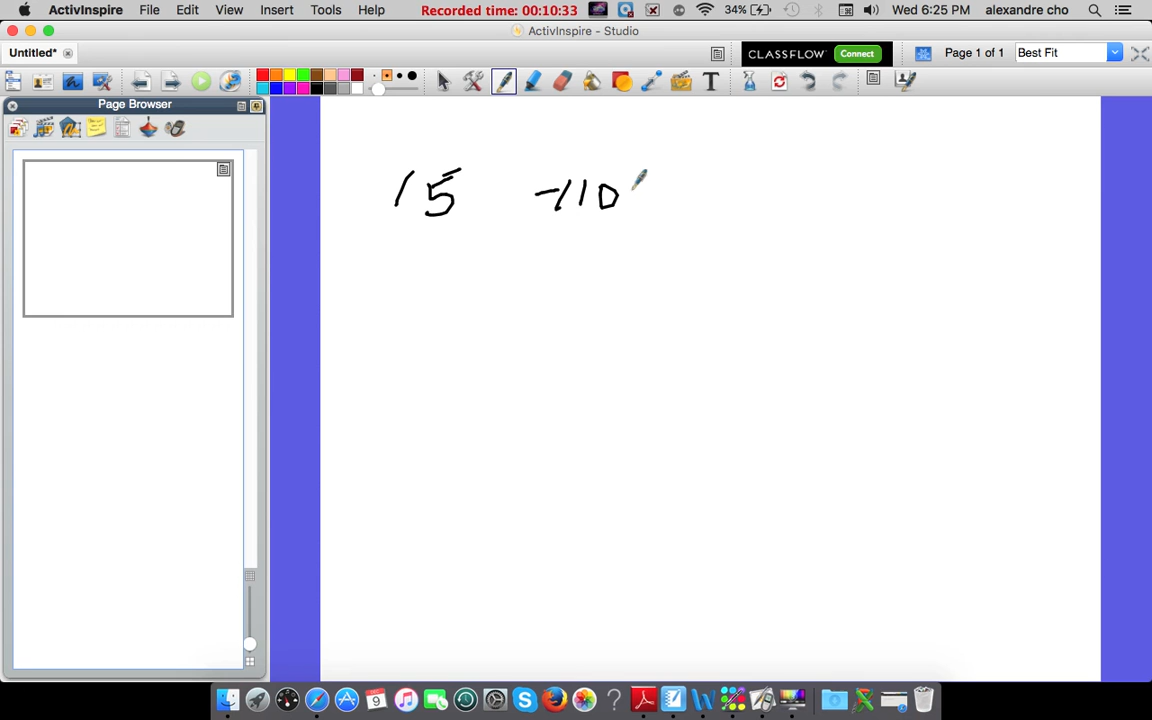 ActivInspire File Edit View Insert Tools Help Recorded time: 00:10:33 34% Wed 6:25 PM alexandre cho
ActivInspire - Studio
Untitled* CLASSFLOW Connect Page 1 of 1 Best Fit
Page Browser
15 -110